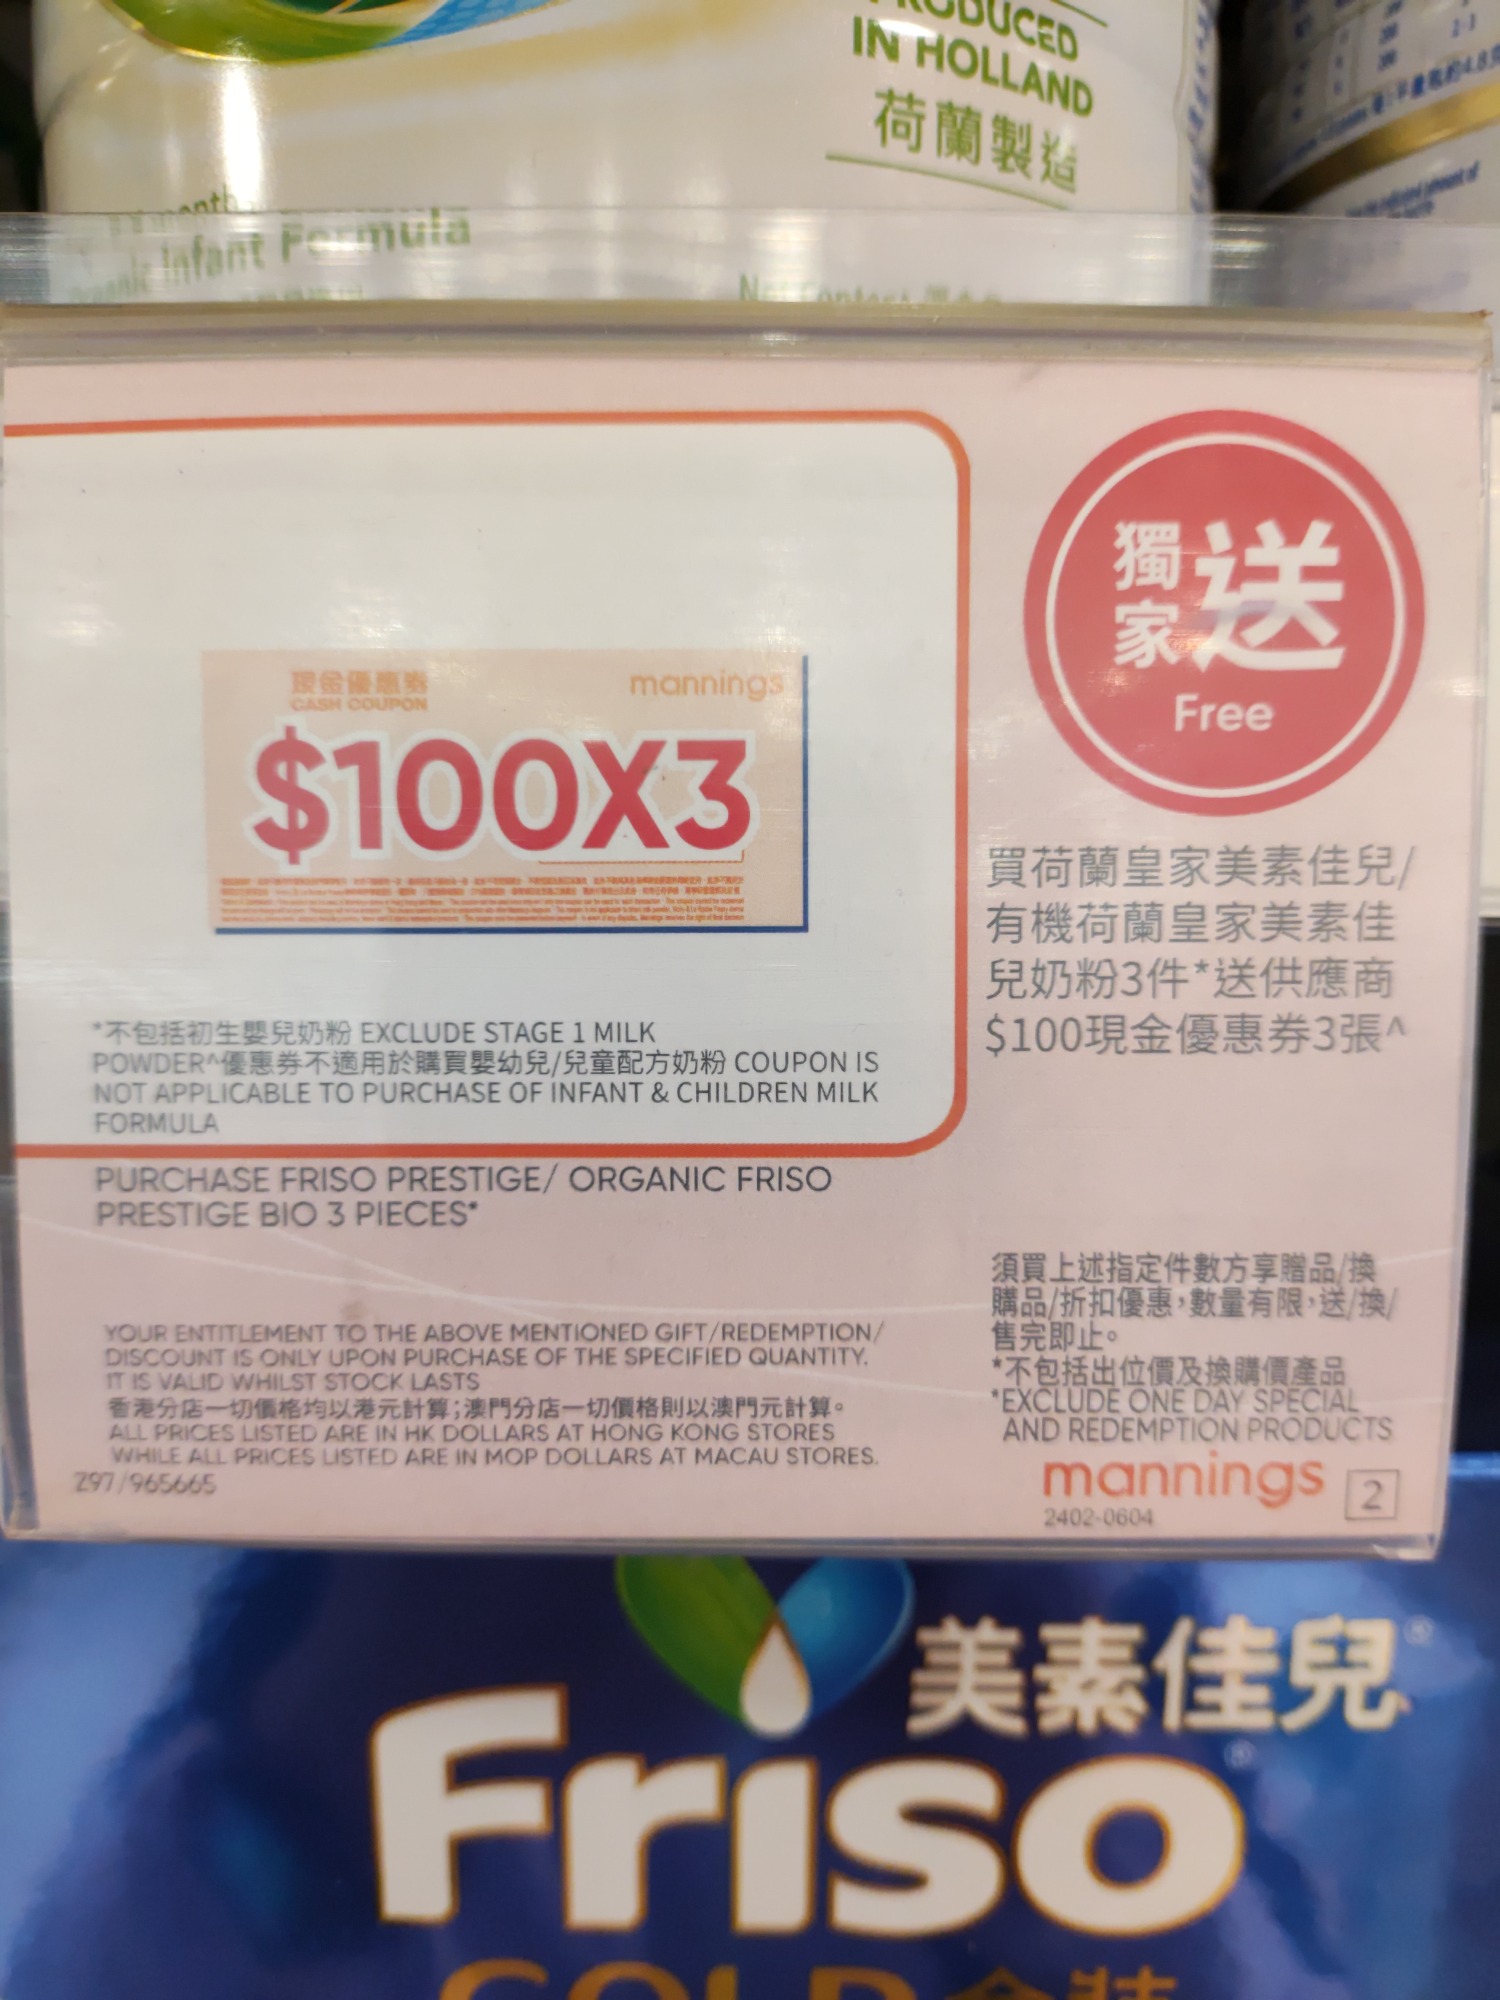 PRODUCED
IN HOLLAND
荷蘭製造
Infant Formula
現金優惠券
CASH COUPON
mannings
$100X3
獨家送
Free
買荷蘭皇家美素佳兒/
有機荷蘭皇家美素佳
兒奶粉3件*送供應商
$100現金優惠券3張^
*不包括初生嬰兒奶粉 EXCLUDE STAGE 1 MILK
POWDER^優惠券不適用於購買嬰幼兒/兒童配方奶粉 COUPON IS
NOT APPLICABLE TO PURCHASE OF INFANT & CHILDREN MILK
FORMULA
PURCHASE FRISO PRESTIGE/ ORGANIC FRISO
PRESTIGE BIO 3 PIECES*
須買上述指定件數方享贈品/換
購品/折扣優惠，數量有限，送/換/
售完即止。
*不包括出位價及換購價產品
*EXCLUDE ONE DAY SPECIAL
AND REDEMPTION PRODUCTS
YOUR ENTITLEMENT TO THE ABOVE MENTIONED GIFT/REDEMPTION/
DISCOUNT IS ONLY UPON PURCHASE OF THE SPECIFIED QUANTITY.
IT IS VALID WHILST STOCK LASTS
香港分店一切價格均以港元計算；澳門分店一切價格則以澳門元計算。
ALL PRICES LISTED ARE IN HK DOLLARS AT HONG KONG STORES
WHILE ALL PRICES LISTED ARE IN MOP DOLLARS AT MACAU STORES.
Z97/965665
mannings 2
2402-0604
美素佳兒®
Friso®
GOLD 金裝